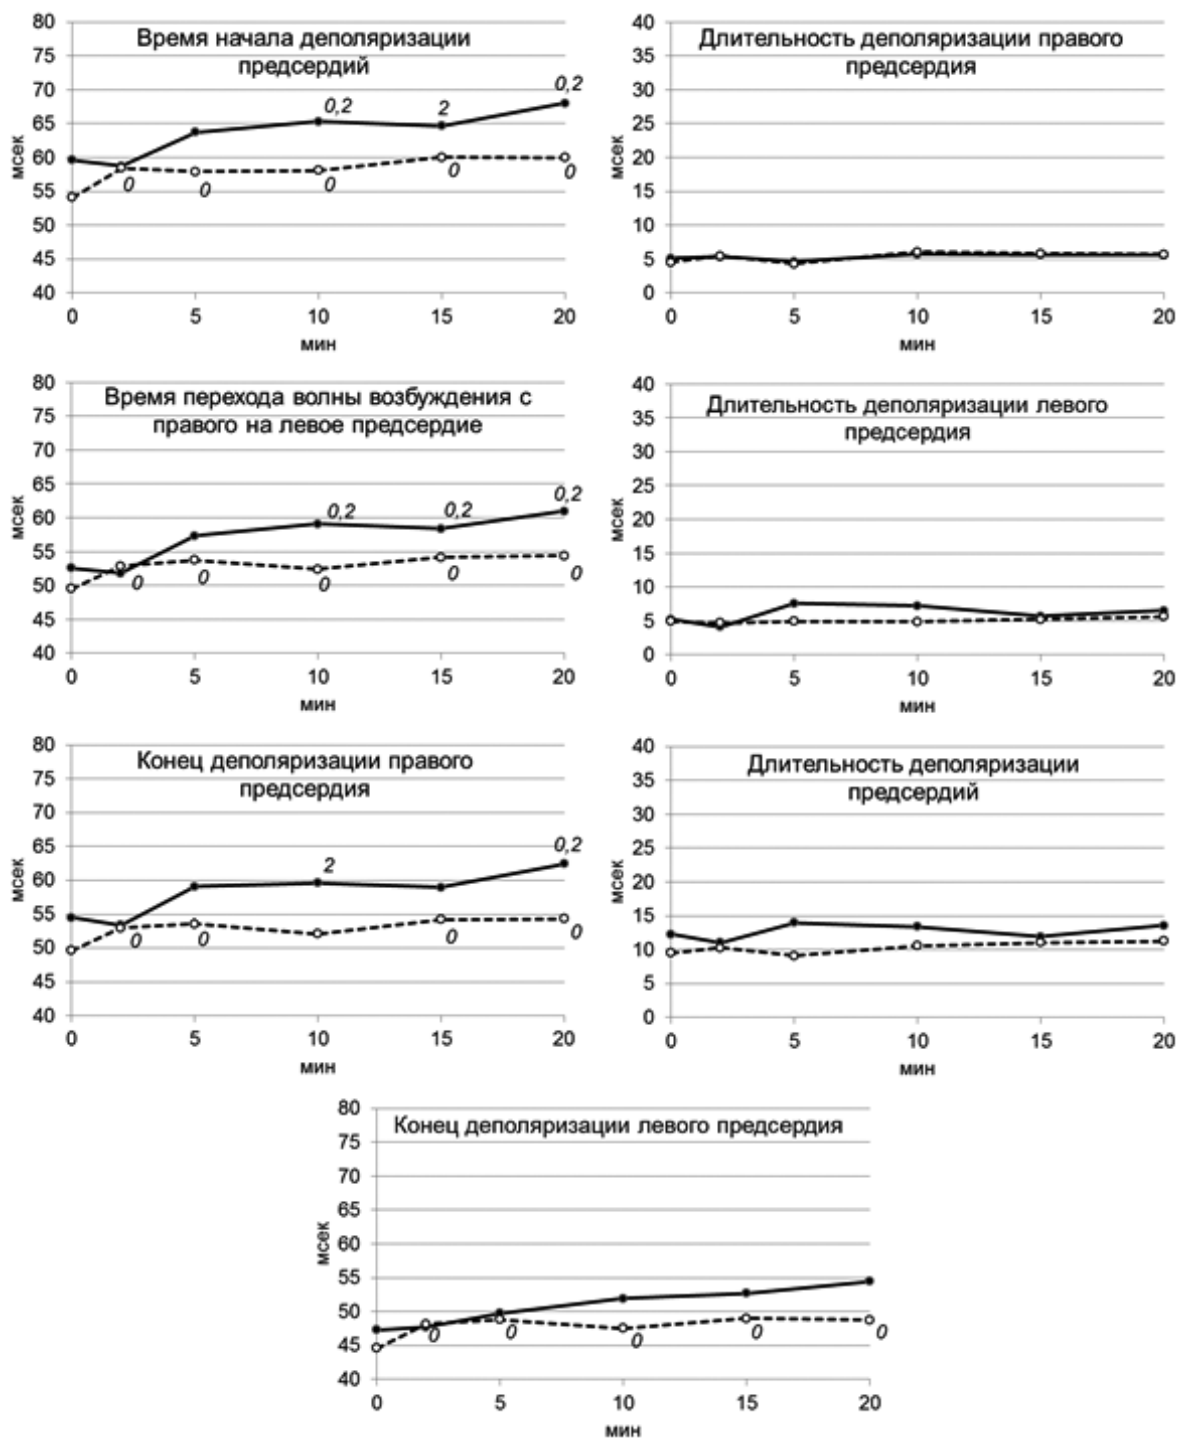 Время начала деполяризации
предсердий
мсек
80
75
70
65
60
55
50
45
40
0,2
2
0,2
0
0
0
0
0
0 5 10 15 20
мин
Длительность деполяризации правого
предсердия
мсек
40
35
30
25
20
15
10
5
0
0 5 10 15 20
мин
Время перехода волны возбуждения с
правого на левое предсердие
мсек
80
75
70
65
60
55
50
45
40
0,2
0,2
0,2
0
0
0
0
0
0 5 10 15 20
мин
Длительность деполяризации левого
предсердия
мсек
40
35
30
25
20
15
10
5
0
0 5 10 15 20
мин
Конец деполяризации правого
предсердия
мсек
80
75
70
65
60
55
50
45
40
2
0,2
0
0
0
0
0 5 10 15 20
мин
Длительность деполяризации
предсердий
мсек
40
35
30
25
20
15
10
5
0
0 5 10 15 20
мин
Конец деполяризации левого предсердия
мсек
80
75
70
65
60
55
50
45
40
0
0
0
0
0
0 5 10 15 20
мин